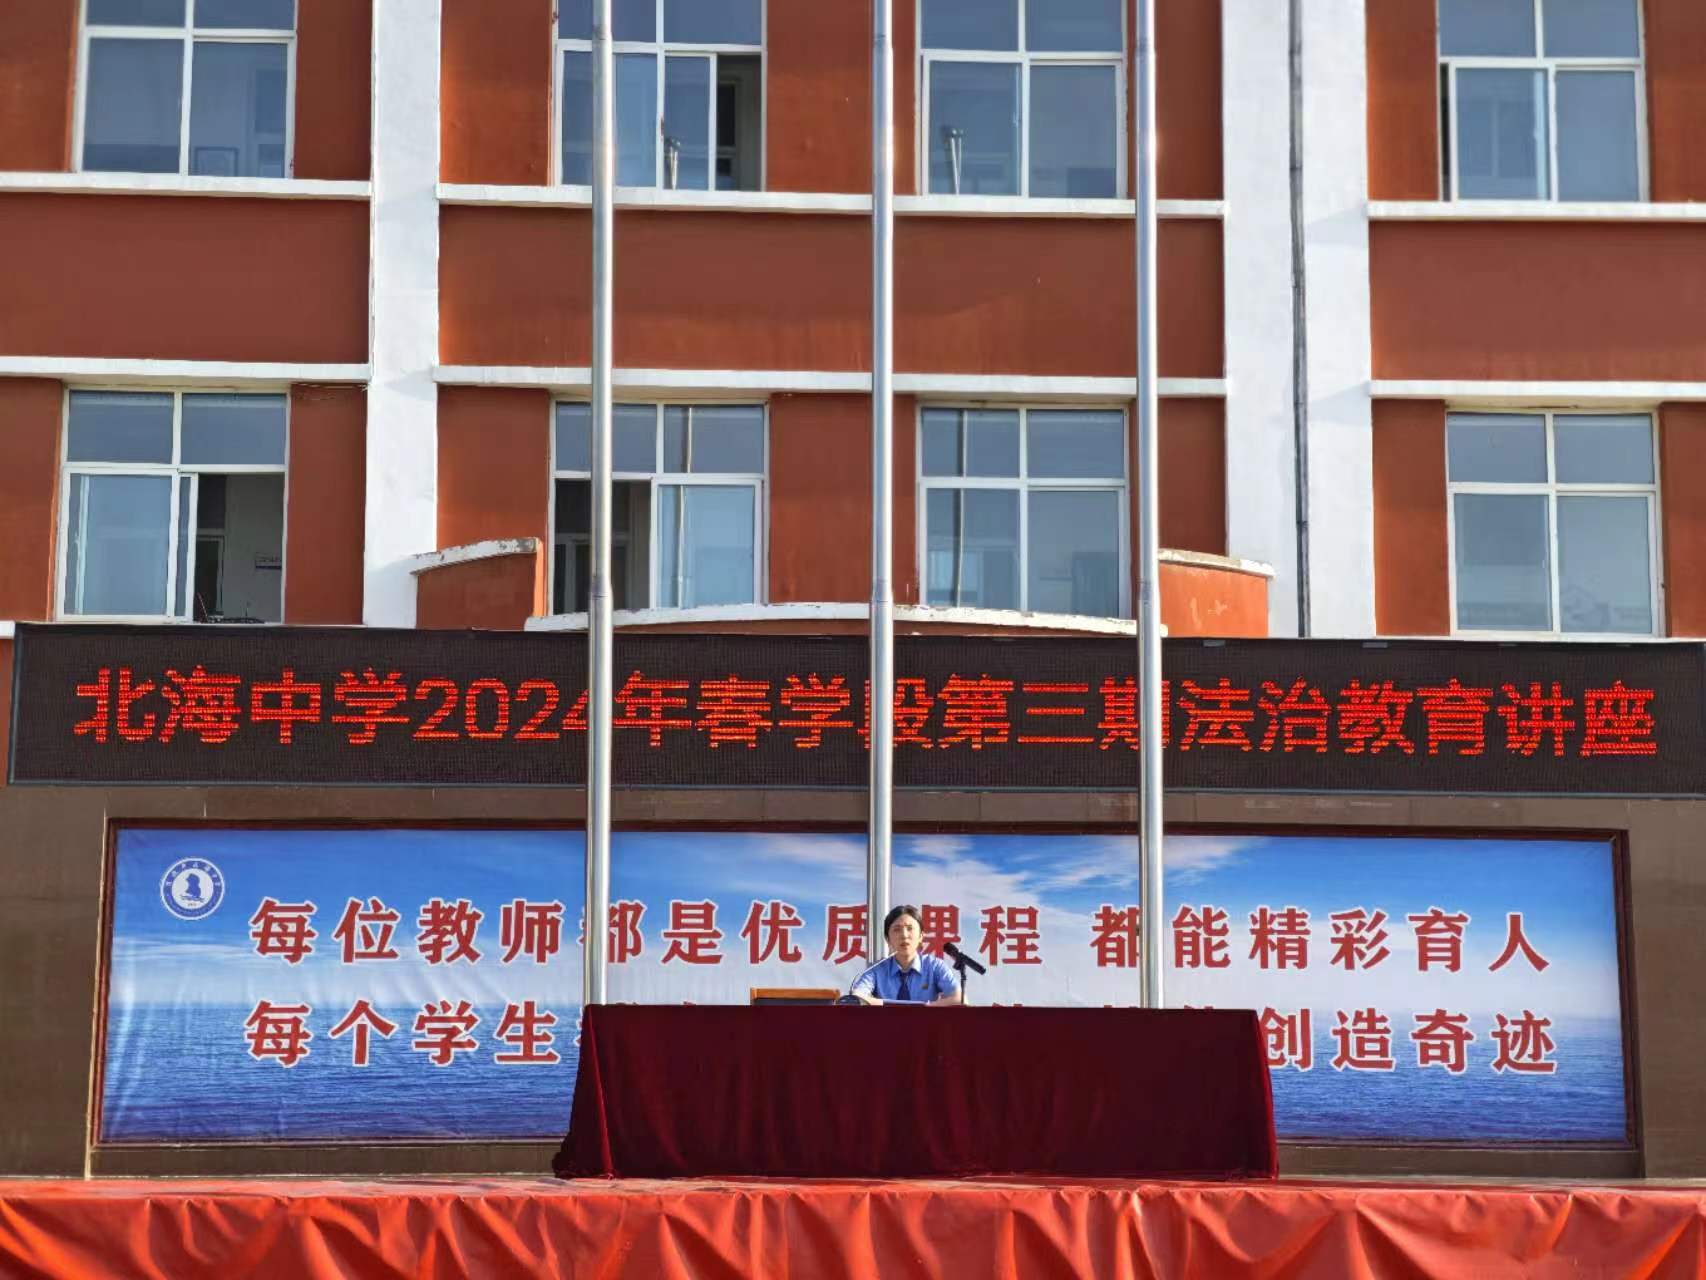 北海中学2024年春学段第三期法治教育讲座
每位教师都是优质课程 都能精彩育人
每个学生 创造奇迹